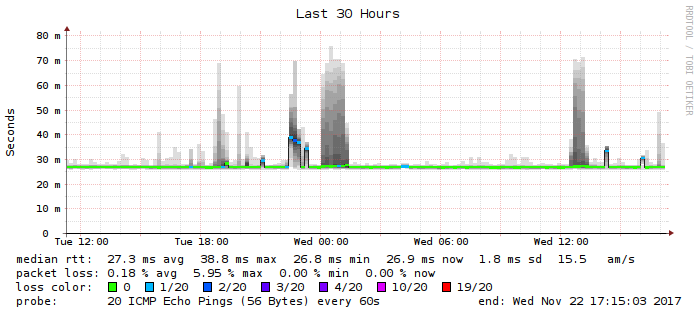 Last 30 Hours
RRDTOOL / TOBI OETIKER
Seconds
80 m
70 m
60 m
50 m
40 m
30 m
20 m
10 m
0
Tue 12:00 Tue 18:00 Wed 00:00 Wed 06:00 Wed 12:00
median rtt: 27.3 ms avg 38.8 ms max 26.8 ms min 26.9 ms now 1.8 ms sd 15.5 am/s
packet loss: 0.18 % avg 5.95 % max 0.00 % min 0.00 % now
loss color: 0 1/20 2/20 3/20 4/20 10/20 19/20
probe: 20 ICMP Echo Pings (56 Bytes) every 60s end: Wed Nov 22 17:15:03 2017